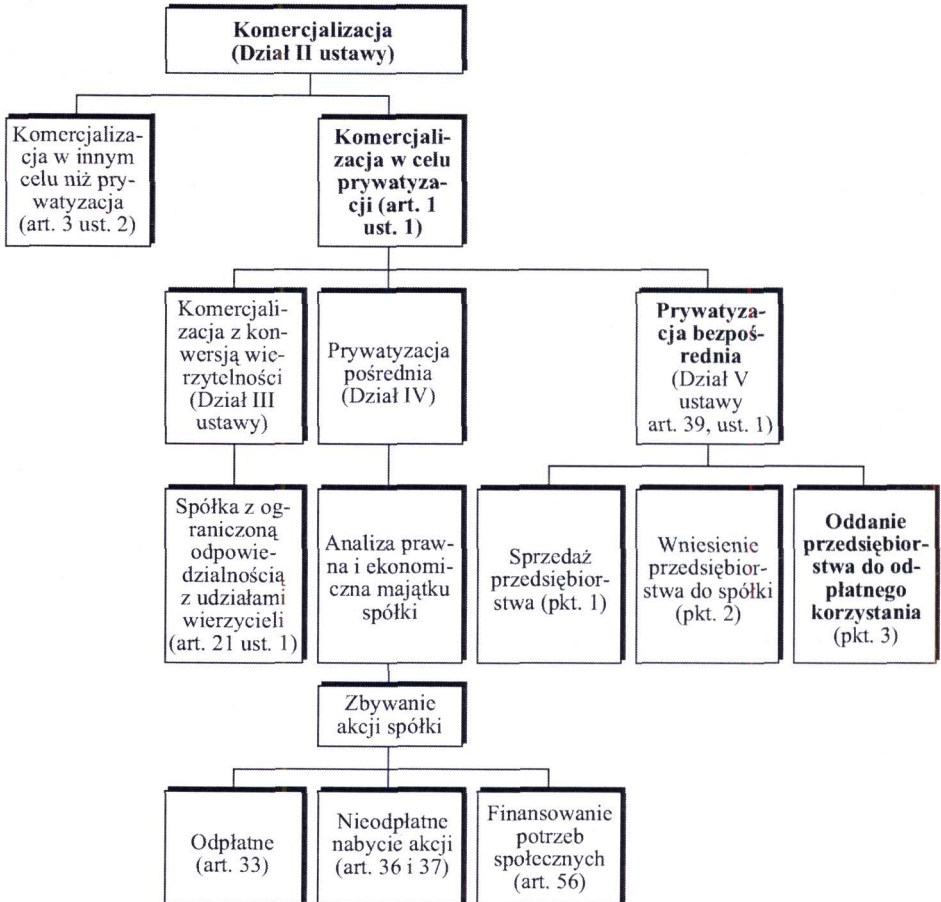 Komercjalizacja
(Dział II ustawy)
Komercjaliza-
cja w innym
celu niż pry-
watyzacja
(art. 3 ust. 2)
Komercjali-
zacja w celu
prywatyza-
cji (art. 1
ust. 1)
Komercjali-
zacja z kon-
wersją wie-
rzytelności
(Dział III
ustawy)
Prywatyzacja
pośrednia
(Dział IV)
Prywatyza-
cja bezpoś-
rednia
(Dział V
ustawy
art. 39, ust. 1)
Spółka z og-
raniczoną
odpowie-
dzialnością
z udziałami
wierzycieli
(art. 21 ust. 1)
Analiza praw-
na i ekonomi-
czna majątku
spółki
Sprzedaż
przedsiębior-
stwa (pkt. 1)
Wniesienie
przedsiębior-
stwa do spółki
(pkt. 2)
Oddanie
przedsiębior-
stwa do od-
płatnego
korzystania
(pkt. 3)
Zbywanie
akcji spółki
Odpłatne
(art. 33)
Nieodpłatne
nabycie akcji
(art. 36 i 37)
Finansowanie
potrzeb
społecznych
(art. 56)